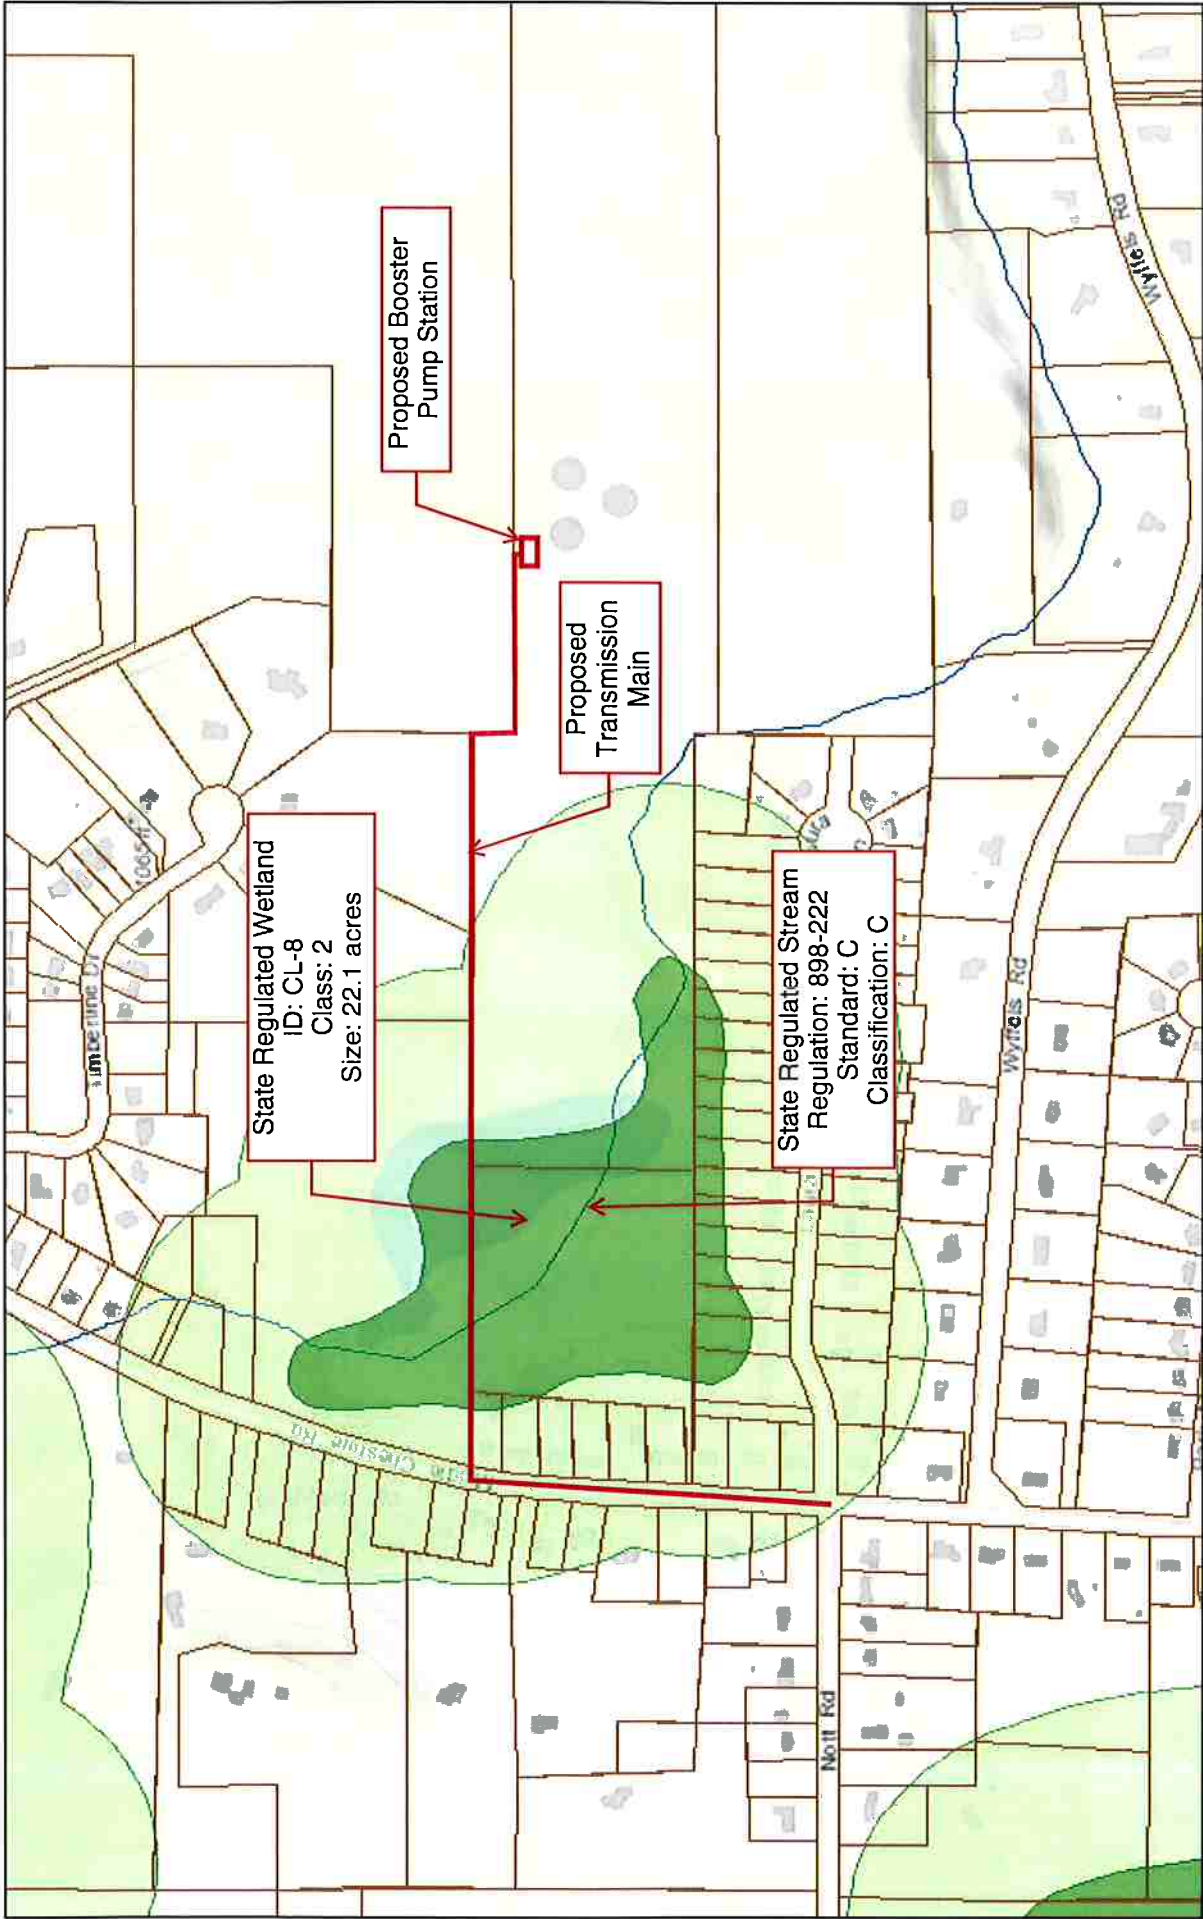 Proposed Booster
Pump Station
Proposed
Transmission
Main
State Regulated Wetland
ID: CL-8
Class: 2
Size: 22.1 acres
State Regulated Stream
Regulation: 898-222
Standard: C
Classification: C
Wyffels Rd
Wyffels Rd
Nott Rd